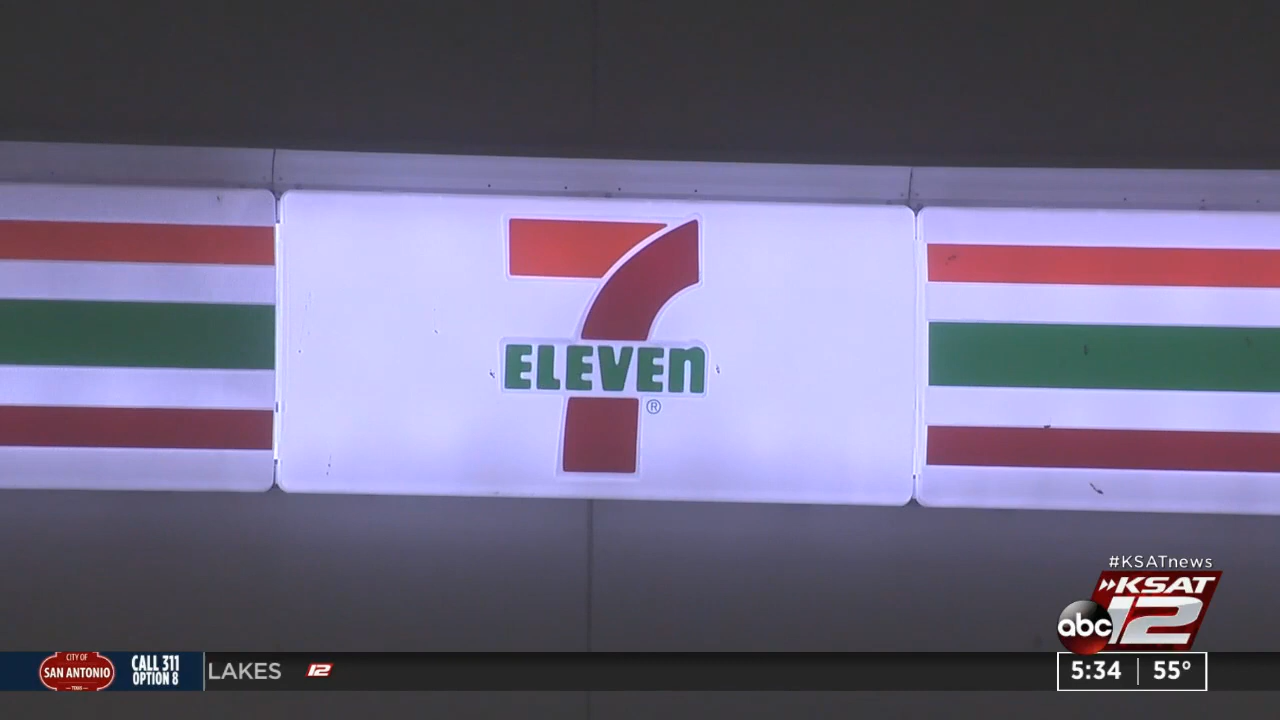 7
ELEVEN
®
#KSATnews
KSAT
abc 12
CITY OF
SAN ANTONIO
TEXAS
CALL 311
OPTION 8
LAKES 12
5:34 55°